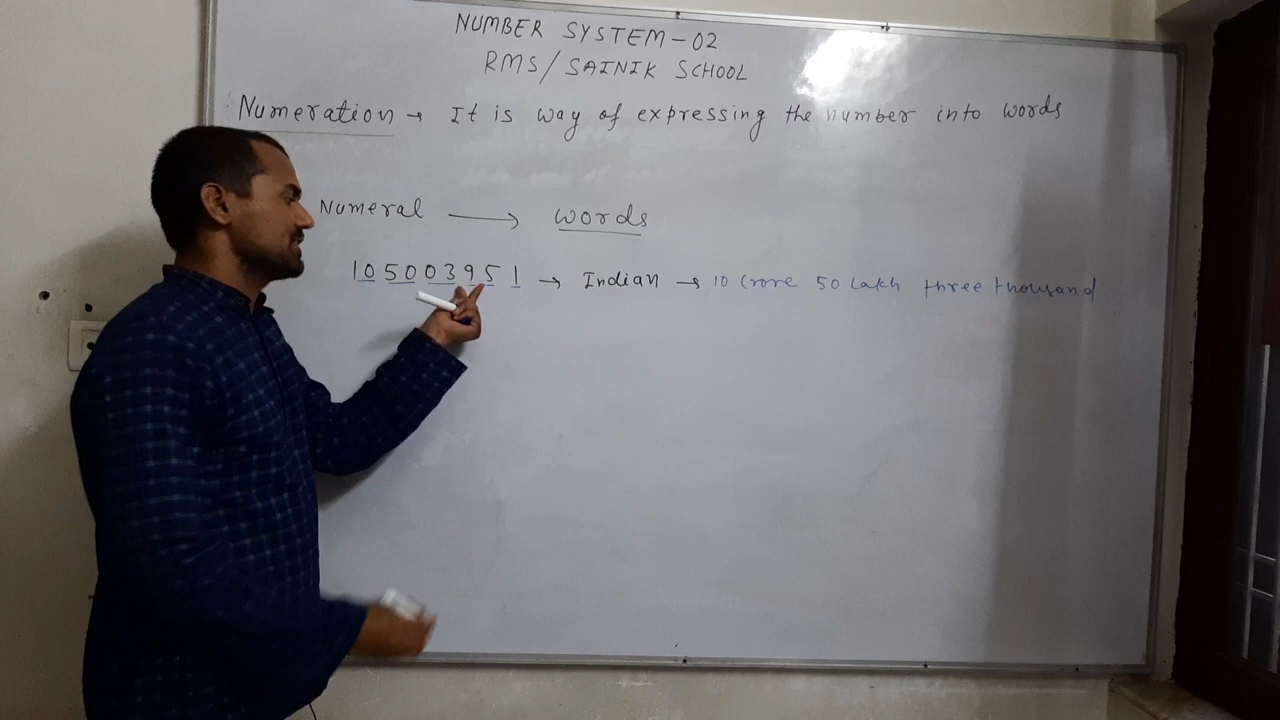 NUMBER SYSTEM-02
RMS/SAINIK SCHOOL
Numeration → It is way of expressing the number into words
Numeral → words
105003951 → Indian → 10 Crore 50 Lakh three thousand